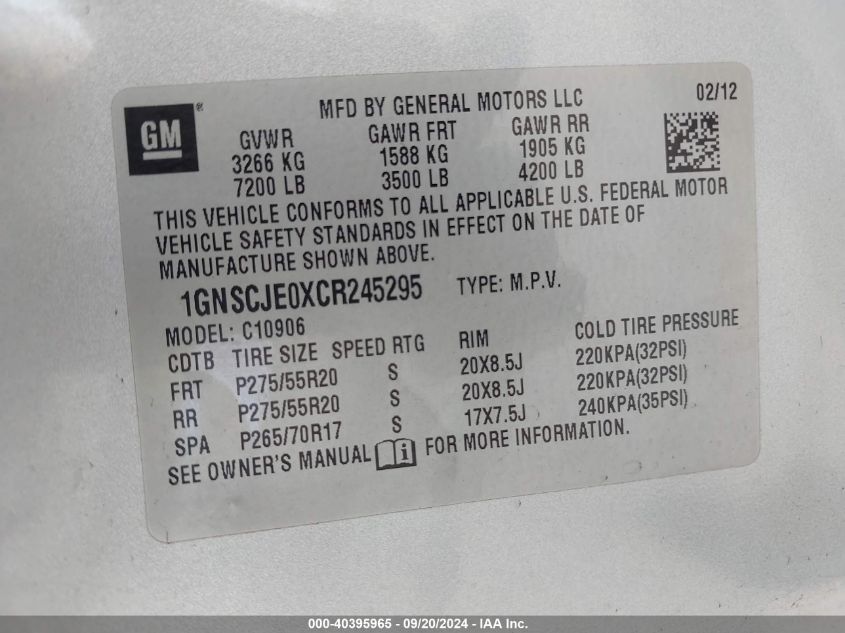 GM ®
MFD BY GENERAL MOTORS LLC 02/12
GVWR GAWR FRT GAWR RR
3266 KG 1588 KG 1905 KG
7200 LB 3500 LB 4200 LB
THIS VEHICLE CONFORMS TO ALL APPLICABLE U.S. FEDERAL MOTOR
VEHICLE SAFETY STANDARDS IN EFFECT ON THE DATE OF
MANUFACTURE SHOWN ABOVE.
1GNSCJE0XCR245295 TYPE: M.P.V.
MODEL: C10906
CDTB TIRE SIZE SPEED RTG RIM COLD TIRE PRESSURE
FRT P275/55R20 S 20X8.5J 220KPA(32PSI)
RR P275/55R20 S 20X8.5J 220KPA(32PSI)
SPA P265/70R17 S 17X7.5J 240KPA(35PSI)
SEE OWNER'S MANUAL i FOR MORE INFORMATION.
000-40395965 - 09/20/2024 - IAA Inc.